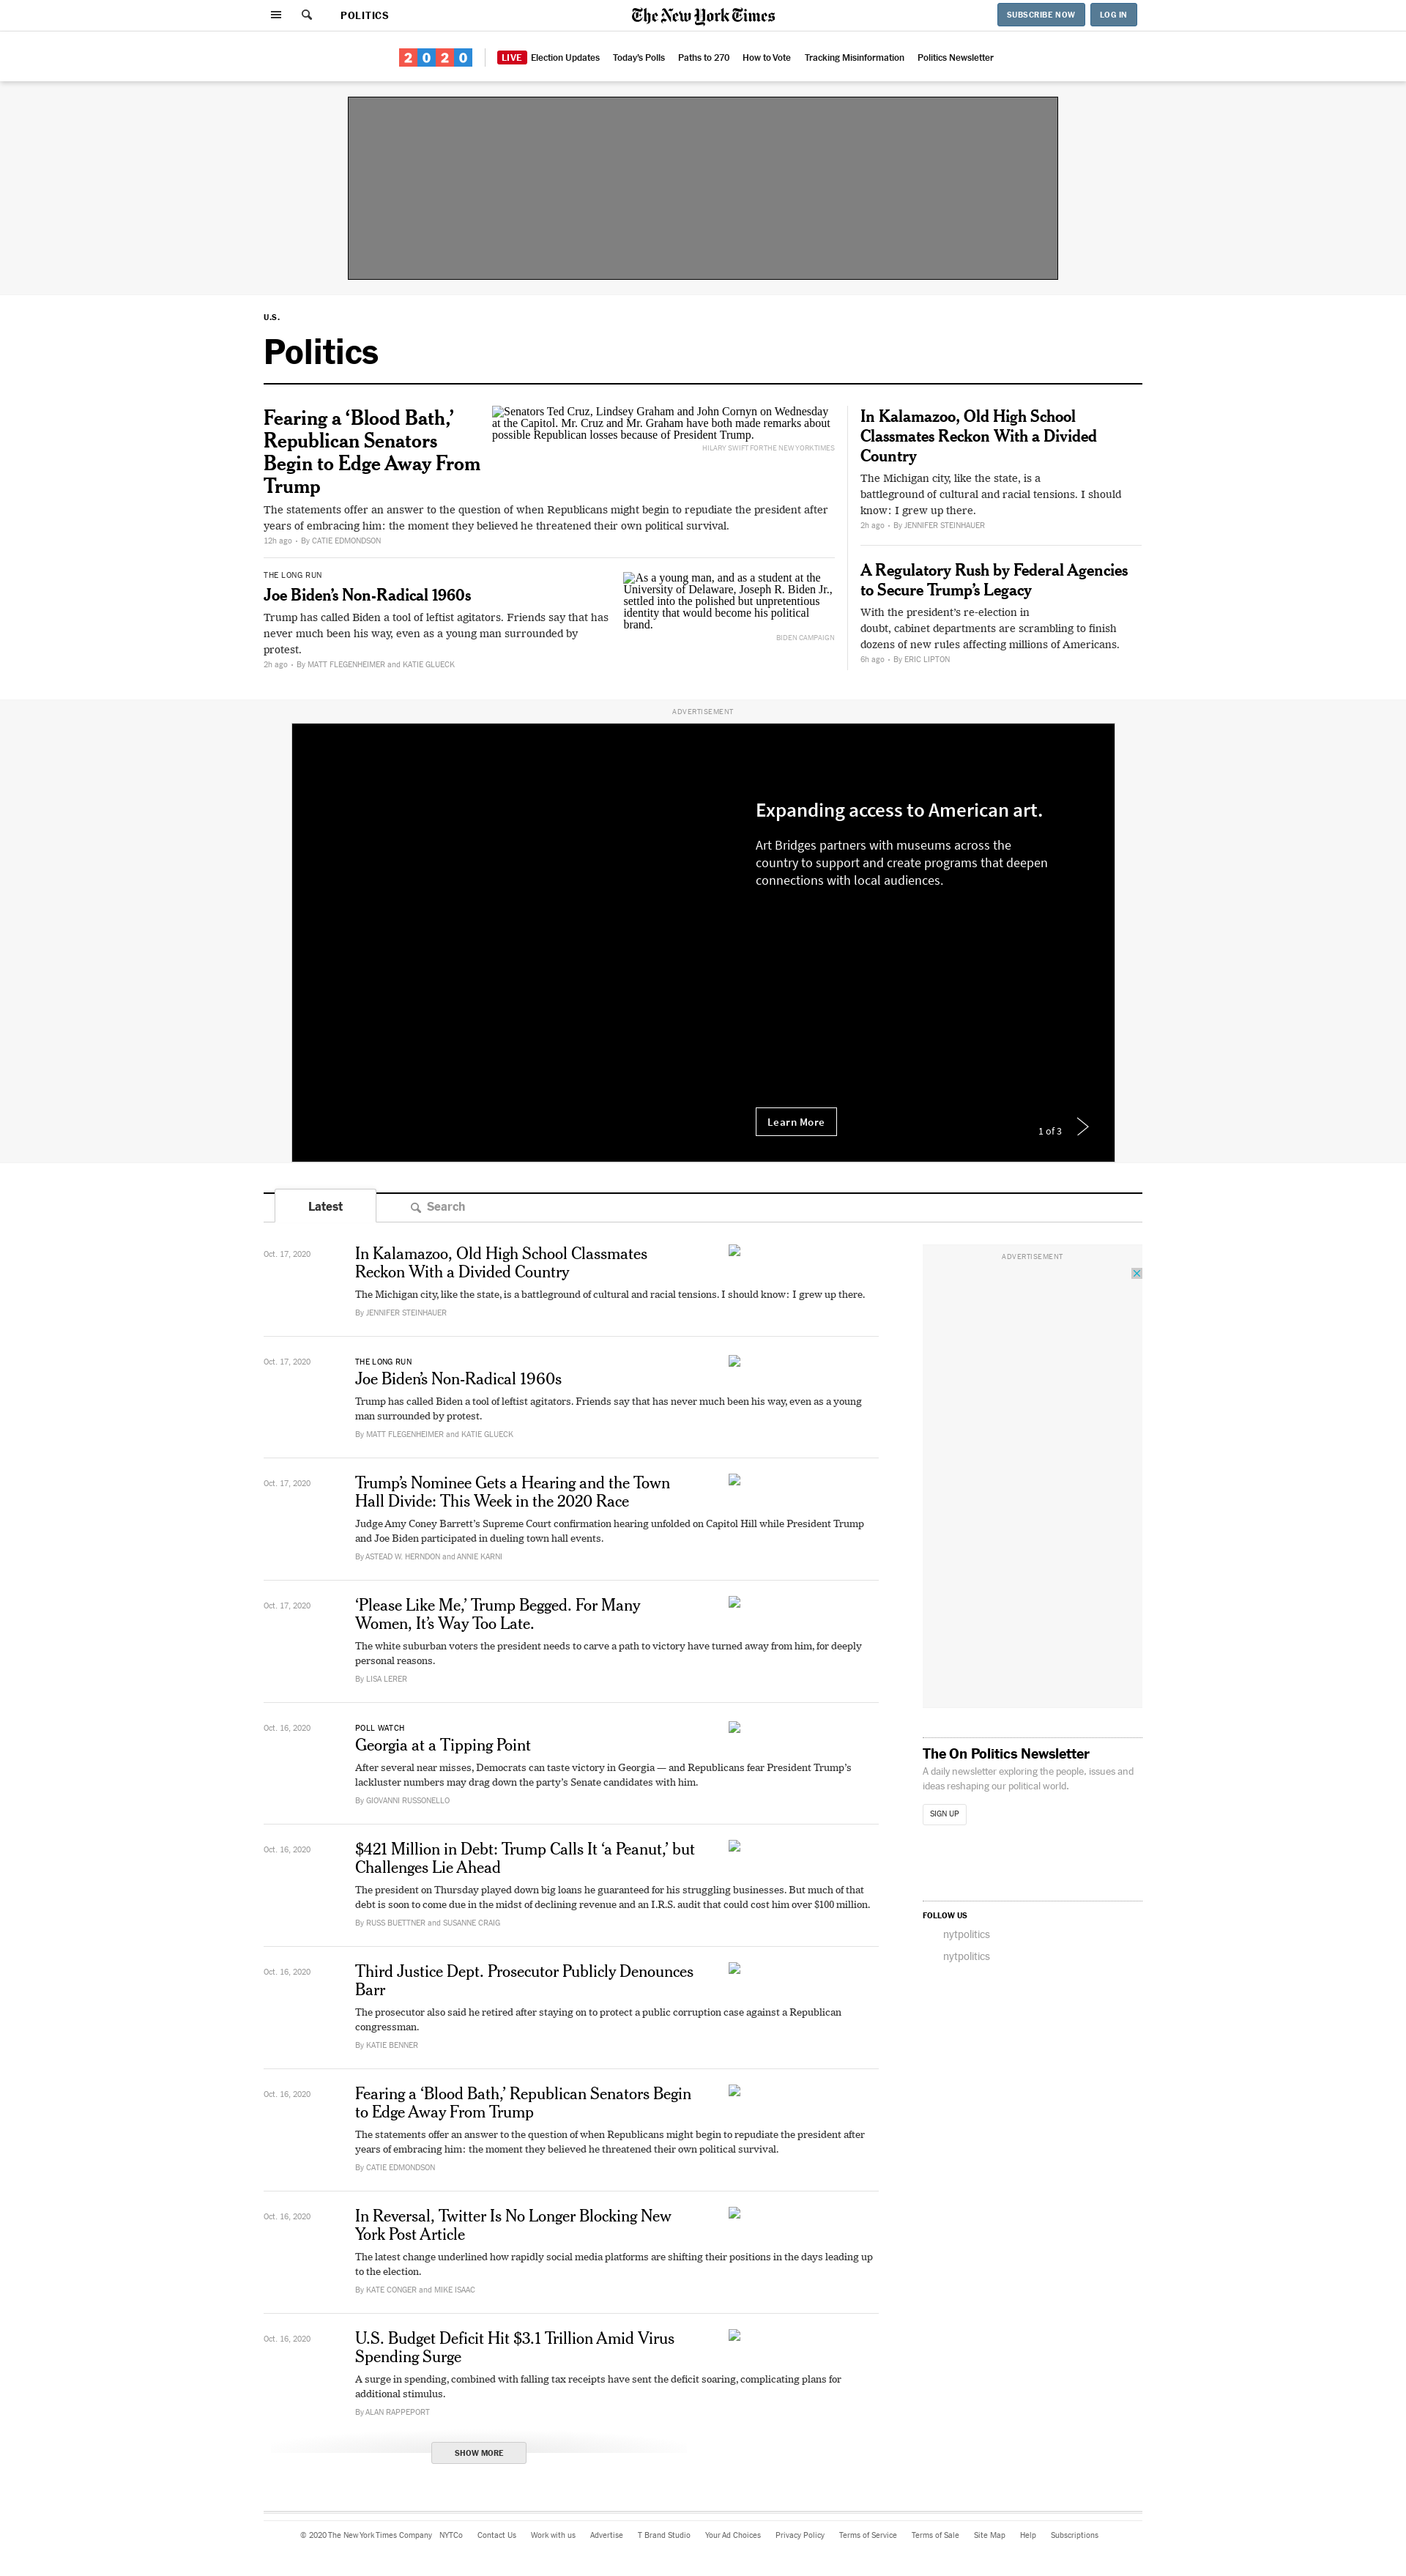 POLITICS
The New York Times
SUBSCRIBE NOW
LOG IN
2020
LIVE Election Updates
Today's Polls
Paths to 270
How to Vote
Tracking Misinformation
Politics Newsletter
U.S.
Politics
Fearing a ‘Blood Bath,’
Republican Senators
Begin to Edge Away From
Trump
Senators Ted Cruz, Lindsey Graham and John Cornyn on Wednesday
at the Capitol. Mr. Cruz and Mr. Graham have both made remarks about
possible Republican losses because of President Trump.
HILARY SWIFT FOR THE NEW YORK TIMES
The statements offer an answer to the question of when Republicans might begin to repudiate the president after
years of embracing him: the moment they believed he threatened their own political survival.
12h ago • By CATIE EDMONDSON
THE LONG RUN
Joe Biden’s Non-Radical 1960s
Trump has called Biden a tool of leftist agitators. Friends say that has
never much been his way, even as a young man surrounded by
protest.
2h ago • By MATT FLEGENHEIMER and KATIE GLUECK
As a young man, and as a student at the
University of Delaware, Joseph R. Biden Jr.,
settled into the polished but unpretentious
identity that would become his political
brand.
BIDEN CAMPAIGN
In Kalamazoo, Old High School
Classmates Reckon With a Divided
Country
The Michigan city, like the state, is a
battleground of cultural and racial tensions. I should
know: I grew up there.
2h ago • By JENNIFER STEINHAUER
A Regulatory Rush by Federal Agencies
to Secure Trump’s Legacy
With the president’s re-election in
doubt, cabinet departments are scrambling to finish
dozens of new rules affecting millions of Americans.
6h ago • By ERIC LIPTON
ADVERTISEMENT
Expanding access to American art.
Art Bridges partners with museums across the
country to support and create programs that deepen
connections with local audiences.
Learn More
1 of 3
Latest
Search
Oct. 17, 2020
In Kalamazoo, Old High School Classmates
Reckon With a Divided Country
The Michigan city, like the state, is a battleground of cultural and racial tensions. I should know: I grew up there.
By JENNIFER STEINHAUER
Oct. 17, 2020
THE LONG RUN
Joe Biden’s Non-Radical 1960s
Trump has called Biden a tool of leftist agitators. Friends say that has never much been his way, even as a young
man surrounded by protest.
By MATT FLEGENHEIMER and KATIE GLUECK
Oct. 17, 2020
Trump’s Nominee Gets a Hearing and the Town
Hall Divide: This Week in the 2020 Race
Judge Amy Coney Barrett’s Supreme Court confirmation hearing unfolded on Capitol Hill while President Trump
and Joe Biden participated in dueling town hall events.
By ASTEAD W. HERNDON and ANNIE KARNI
Oct. 17, 2020
‘Please Like Me,’ Trump Begged. For Many
Women, It’s Way Too Late.
The white suburban voters the president needs to carve a path to victory have turned away from him, for deeply
personal reasons.
By LISA LERER
Oct. 16, 2020
POLL WATCH
Georgia at a Tipping Point
After several near misses, Democrats can taste victory in Georgia — and Republicans fear President Trump’s
lackluster numbers may drag down the party’s Senate candidates with him.
By GIOVANNI RUSSONELLO
Oct. 16, 2020
$421 Million in Debt: Trump Calls It ‘a Peanut,’ but
Challenges Lie Ahead
The president on Thursday played down big loans he guaranteed for his struggling businesses. But much of that
debt is soon to come due in the midst of declining revenue and an I.R.S. audit that could cost him over $100 million.
By RUSS BUETTNER and SUSANNE CRAIG
Oct. 16, 2020
Third Justice Dept. Prosecutor Publicly Denounces
Barr
The prosecutor also said he retired after staying on to protect a public corruption case against a Republican
congressman.
By KATIE BENNER
Oct. 16, 2020
Fearing a ‘Blood Bath,’ Republican Senators Begin
to Edge Away From Trump
The statements offer an answer to the question of when Republicans might begin to repudiate the president after
years of embracing him: the moment they believed he threatened their own political survival.
By CATIE EDMONDSON
Oct. 16, 2020
In Reversal, Twitter Is No Longer Blocking New
York Post Article
The latest change underlined how rapidly social media platforms are shifting their positions in the days leading up
to the election.
By KATE CONGER and MIKE ISAAC
Oct. 16, 2020
U.S. Budget Deficit Hit $3.1 Trillion Amid Virus
Spending Surge
A surge in spending, combined with falling tax receipts have sent the deficit soaring, complicating plans for
additional stimulus.
By ALAN RAPPEPORT
SHOW MORE
ADVERTISEMENT
The On Politics Newsletter
A daily newsletter exploring the people, issues and
ideas reshaping our political world.
SIGN UP
FOLLOW US
nytpolitics
nytpolitics
© 2020 The New York Times Company
NYTCo
Contact Us
Work with us
Advertise
T Brand Studio
Your Ad Choices
Privacy Policy
Terms of Service
Terms of Sale
Site Map
Help
Subscriptions